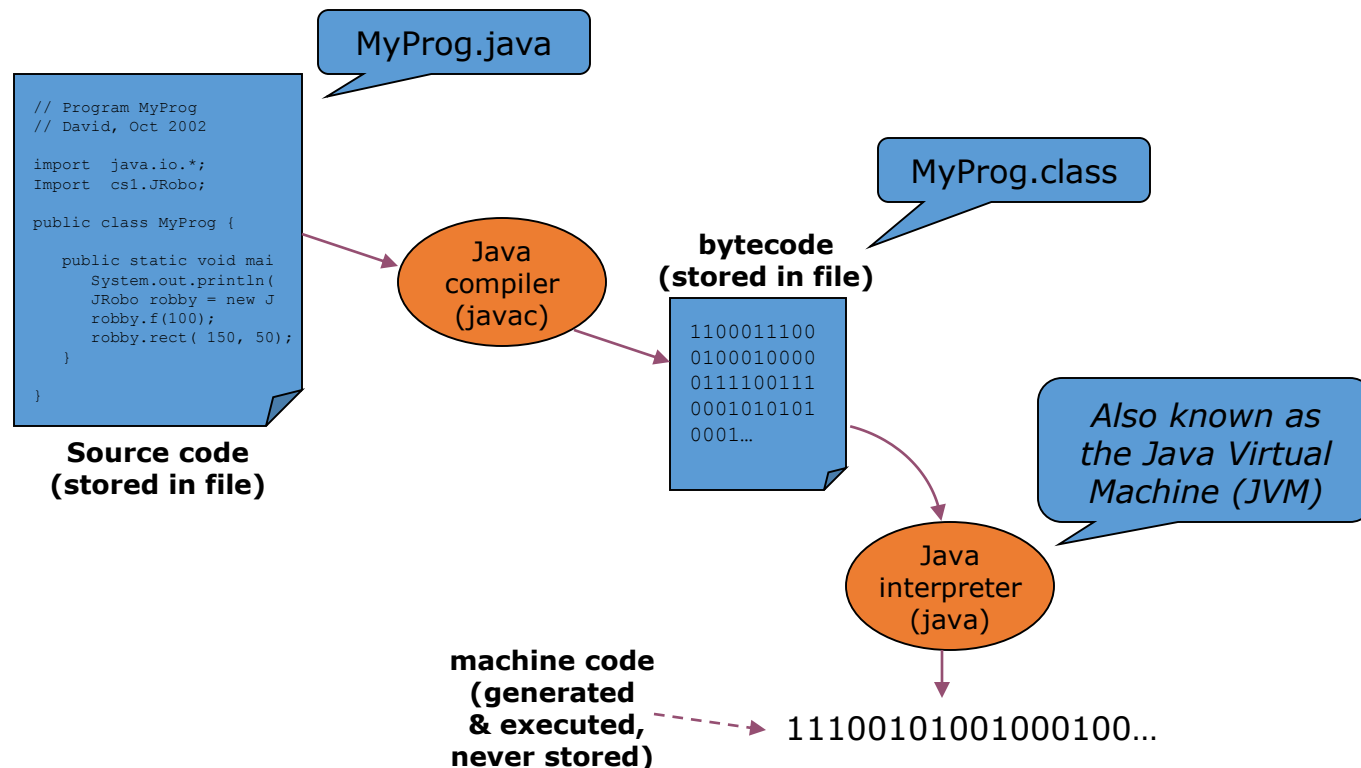 MyProg.java
// Program MyProg
// David, Oct 2002
import  java.io.*;
Import  cs1.JRobo;
public class MyProg {
public static void mai
System.out.println(
JRobo robby = new J
robby.f(100);
robby.rect( 150, 50);
}
}
Source code
(stored in file)
Java
compiler
(javac)
MyProg.class
bytecode
(stored in file)
1100011100
0100010000
0111100111
0001010101
0001…
Also known as
the Java Virtual
Machine (JVM)
Java
interpreter
(java)
machine code
(generated
& executed,
never stored)
11100101001000100…